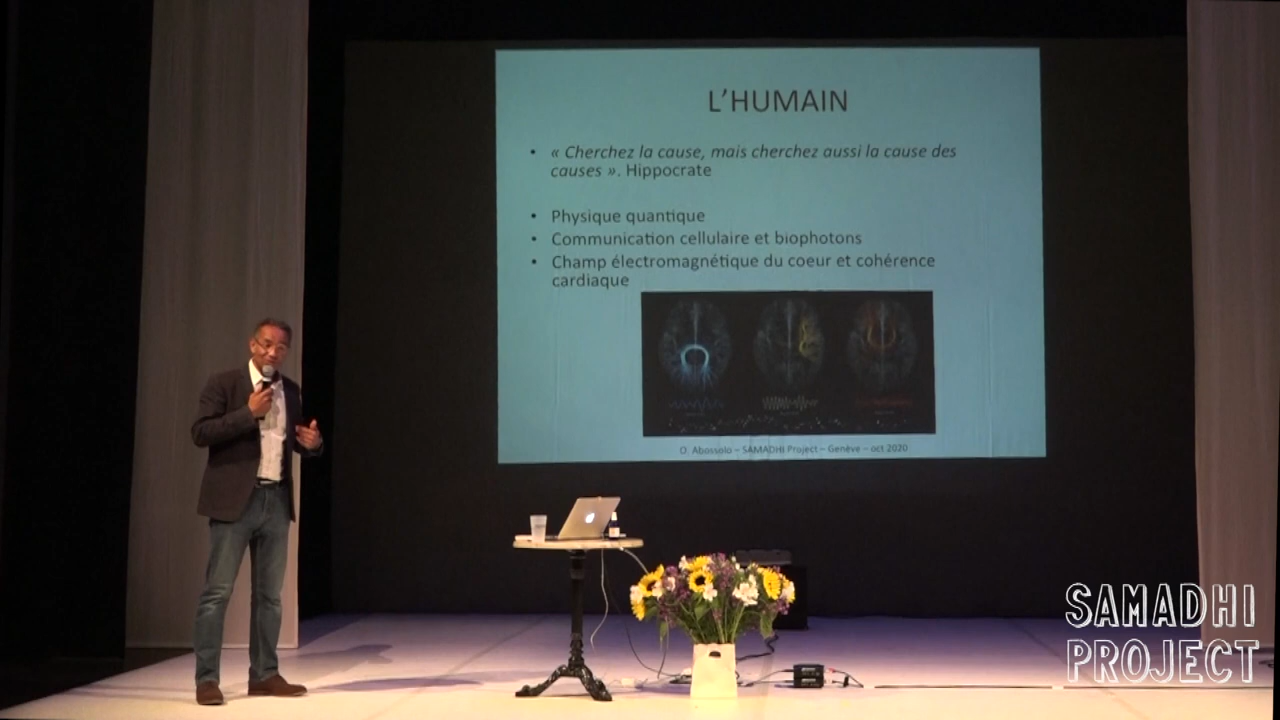 L'HUMAIN
• « Cherchez la cause, mais cherchez aussi la cause des
causes ». Hippocrate
• Physique quantique
• Communication cellulaire et biophotons
• Champ électromagnétique du coeur et cohérence
cardiaque
O. Abossolo – SAMADHI Project – Genève – oct 2020
SAMADHI
PROJECT